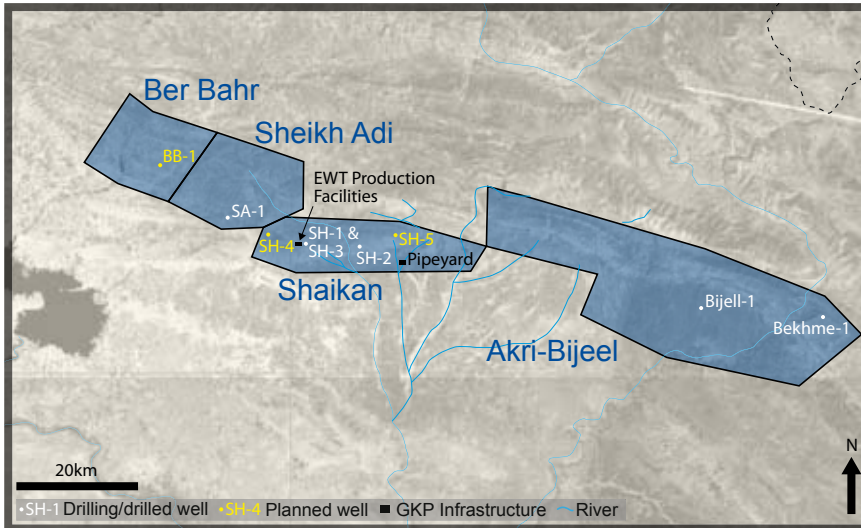 Ber Bahr
Sheikh Adi
BB-1
EWT Production
Facilities
SA-1
SH-4
SH-1 &
SH-3
SH-2
SH-5
Pipeyard
Shaikan
Akri-Bijeel
Bijell-1
Bekhme-1
N
20km
SH-1 Drilling/drilled well SH-4 Planned well GKP Infrastructure River